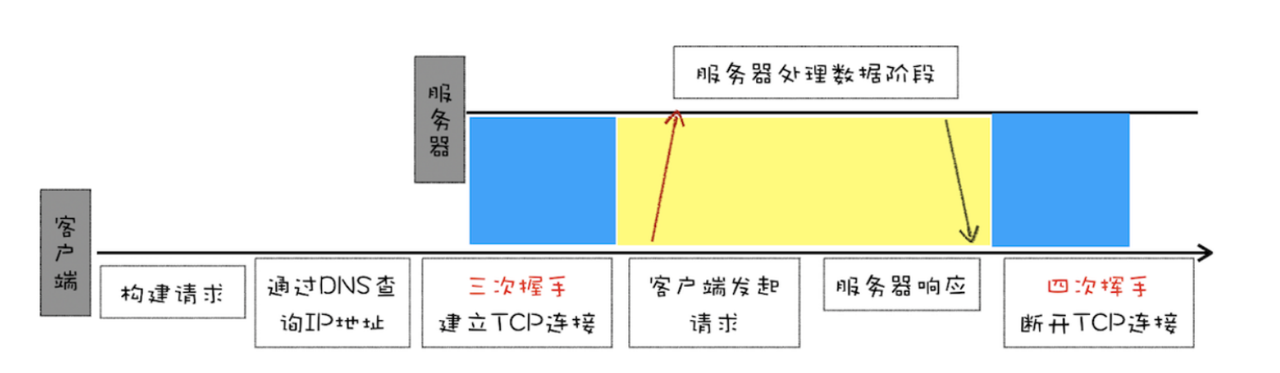 服务器处理数据阶段
服务器
客户端
构建请求
通过DNS查
询IP地址
三次握手
建立TCP连接
客户端发起
请求
服务器响应
四次挥手
断开TCP连接